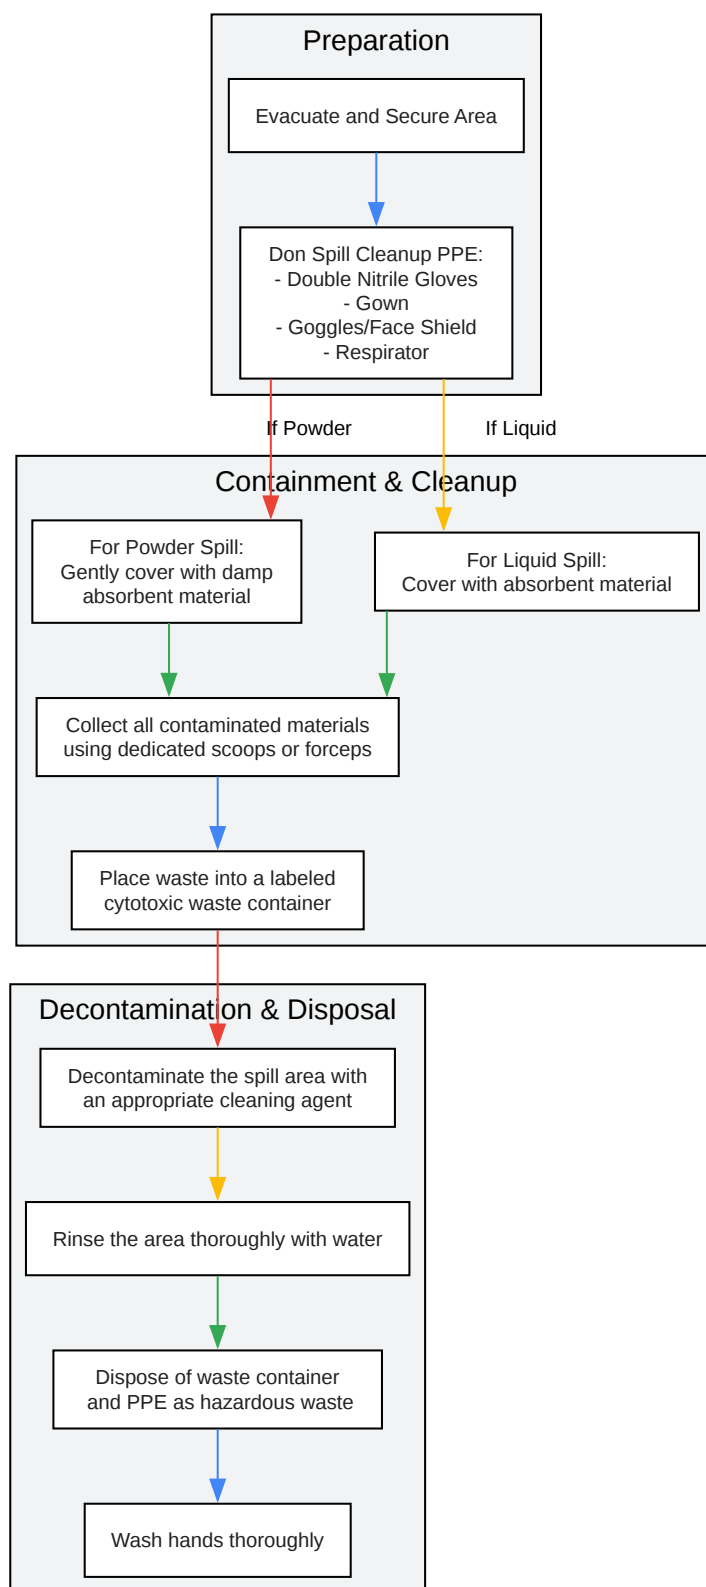 Preparation
Evacuate and Secure Area
Don Spill Cleanup PPE:
- Double Nitrile Gloves
- Gown
- Goggles/Face Shield
- Respirator
If Powder
If Liquid
Containment & Cleanup
For Powder Spill:
Gently cover with damp
absorbent material
For Liquid Spill:
Cover with absorbent material
Collect all contaminated materials
using dedicated scoops or forceps
Place waste into a labeled
cytotoxic waste container
Decontamination & Disposal
Decontaminate the spill area with
an appropriate cleaning agent
Rinse the area thoroughly with water
Dispose of waste container
and PPE as hazardous waste
Wash hands thoroughly